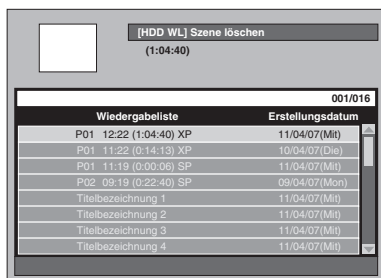 [HDD WL] Szene löschen
(1:04:40)
001/016
Wiedergabeliste Erstellungsdatum
P01 12:22 (1:04:40) XP 11/04/07(Mit)
P01 11:22 (0:14:13) XP 10/04/07(Die)
P01 11:19 (0:00:06) SP 11/04/07(Mit)
P02 09:19 (0:22:40) SP 09/04/07(Mon)
Titelbezeichnung 1 11/04/07(Mit)
Titelbezeichnung 2 11/04/07(Mit)
Titelbezeichnung 3 11/04/07(Mit)
Titelbezeichnung 4 11/04/07(Mit)